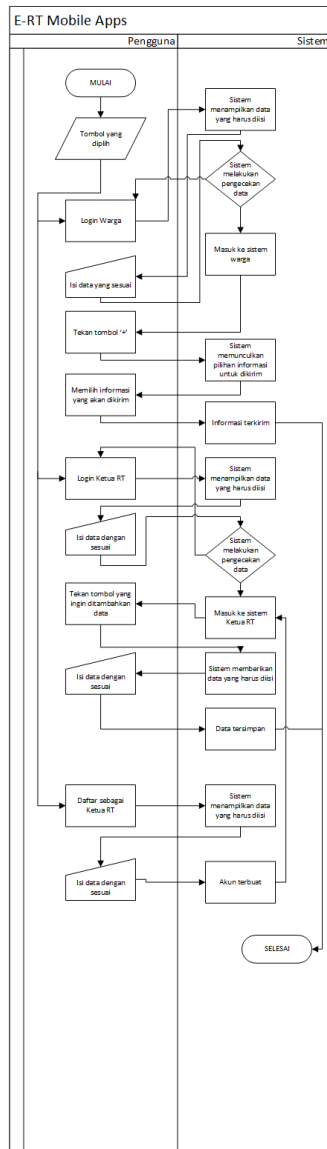 E-RT Mobile Apps
Pengguna
Sistem
MULAI
Tombol yang
diplih
Sistem
menampilkan data
yang harus diisi
Sistem
melakukan
pengecekan
data
Login Warga
Masuk ke sistem
warga
Isi data yang sesuai
Tekan tombol '+'
Sistem
memunculkan
pilihan informasi
untuk dikirim
Memilih informasi
yang akan dikirim
Informasi terkirim
Login Ketua RT
Sistem
menampilkan data
yang harus diisi
Isi data dengan
sesuai
Sistem
melakukan
pengecekan
data
Tekan tombol yang
ingin ditambahkan
data
Masuk ke sistem
Ketua RT
Isi data dengan
sesuai
Sistem memberikan
data yang harus diisi
Data tersimpan
Daftar sebagai
Ketua RT
Sistem
menampilkan data
yang harus diisi
Isi data dengan
sesuai
Akun terbuat
SELESAI